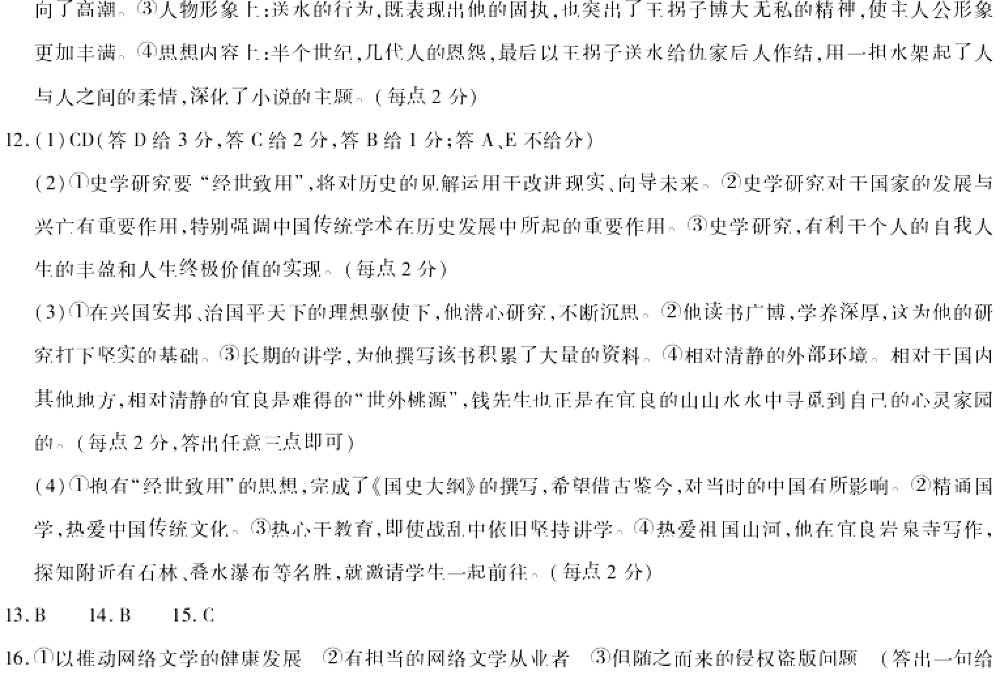 向了高潮。③人物形象上:送水的行为,既表现出他的固执,也突出了王拐子博大无私的精神,使主人公形象
更加丰满。④思想内容上:半个世纪,几代人的恩怨,最后以王拐子送水给仇家后人作结,用一担水架起了人
与人之间的柔情,深化了小说的主题。(每点2分)
12.(1)CD(答D给3分,答C给2分,答B给1分;答A、E不给分)
(2)①史学研究要“经世致用”,将对历史的见解运用于改进现实、向导未来。②史学研究对于国家的发展与
兴亡有重要作用,特别强调中国传统学术在历史发展中所起的重要作用。③史学研究,有利于个人的自我人
生的丰盈和人生终极价值的实现。(每点2分)
(3)①在兴国安邦、治国平天下的理想驱使下,他潜心研究,不断沉思。②他读书广博,学养深厚,这为他的研
究打下坚实的基础。③长期的讲学,为他撰写该书积累了大量的资料。④相对清静的外部环境。相对于国内
其他地方,相对清静的宜良是难得的“世外桃源”,钱先生也正是在宜良的山山水水中寻觅到自己的心灵家园
的。(每点2分,答出任意三点即可)
(4)①抱有“经世致用”的思想,完成了《国史大纲》的撰写,希望借古鉴今,对当时的中国有所影响。②精通国
学,热爱中国传统文化。③热心于教育,即使战乱中依旧坚持讲学。④热爱祖国山河,他在宜良岩泉寺写作,
探知附近有石林、叠水瀑布等名胜,就邀请学生一起前往。(每点2分)
13.B 14.B 15.C
16.①以推动网络文学的健康发展 ②有担当的网络文学从业者 ③但随之而来的侵权盗版问题 (答出一句给